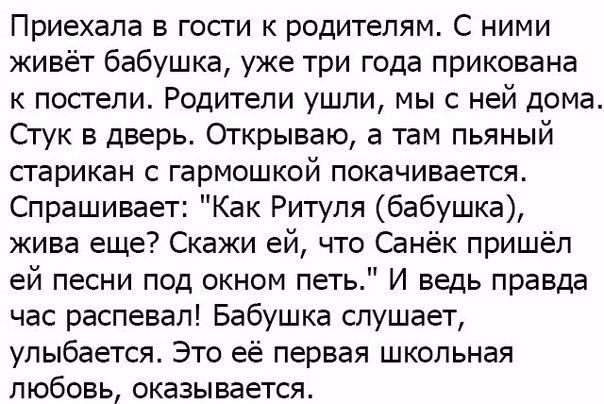 Приехала в гости к родителям. С ними
живёт бабушка, уже три года прикована
к постели. Родители ушли, мы с ней дома.
Стук в дверь. Открываю, а там пьяный
старикан с гармошкой покачивается.
Спрашивает: "Как Ритуля (бабушка),
жива еще? Скажи ей, что Санёк пришёл
ей песни под окном петь." И ведь правда
час распевал! Бабушка слушает,
улыбается. Это её первая школьная
любовь, оказывается.